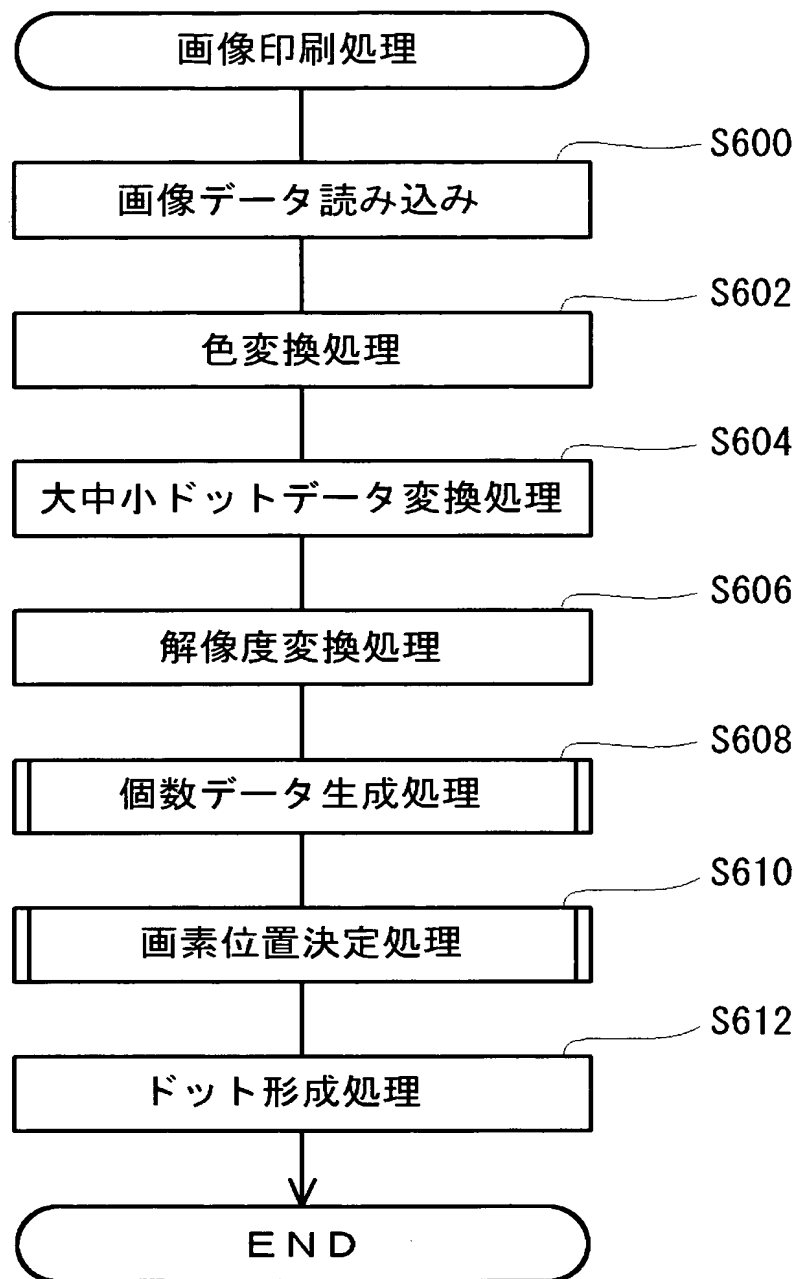 画像印刷処理
S600
画像データ読み込み
S602
色変換処理
S604
大中小ドットデータ変換処理
S606
解像度変換処理
S608
個数データ生成処理
S610
画素位置決定処理
S612
ドット形成処理
END